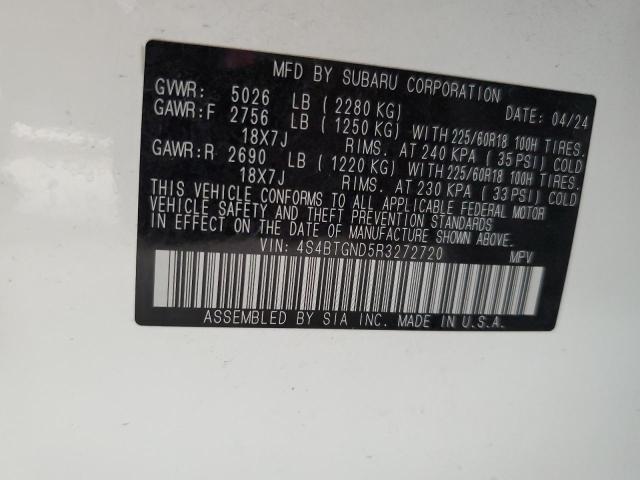 MFD BY SUBARU CORPORATION
GVWR: 5026 LB ( 2280 KG) DATE: 04/24
GAWR:F 2756 LB ( 1250 KG) WITH 225/60R18 100H TIRES.
18X7J RIMS. AT 240 KPA ( 35 PSI) COLD
GAWR:R 2690 LB ( 1220 KG) WITH 225/60R18 100H TIRES.
18X7J RIMS. AT 230 KPA ( 33 PSI) COLD
THIS VEHICLE CONFORMS TO ALL APPLICABLE FEDERAL MOTOR
VEHICLE SAFETY AND THEFT PREVENTION STANDARDS
IN EFFECT ON THE DATE OF MANUFACTURE SHOWN ABOVE.
VIN: 4S4BTGND5R3272720 MPV
ASSEMBLED BY SIA INC. MADE IN U.S.A.